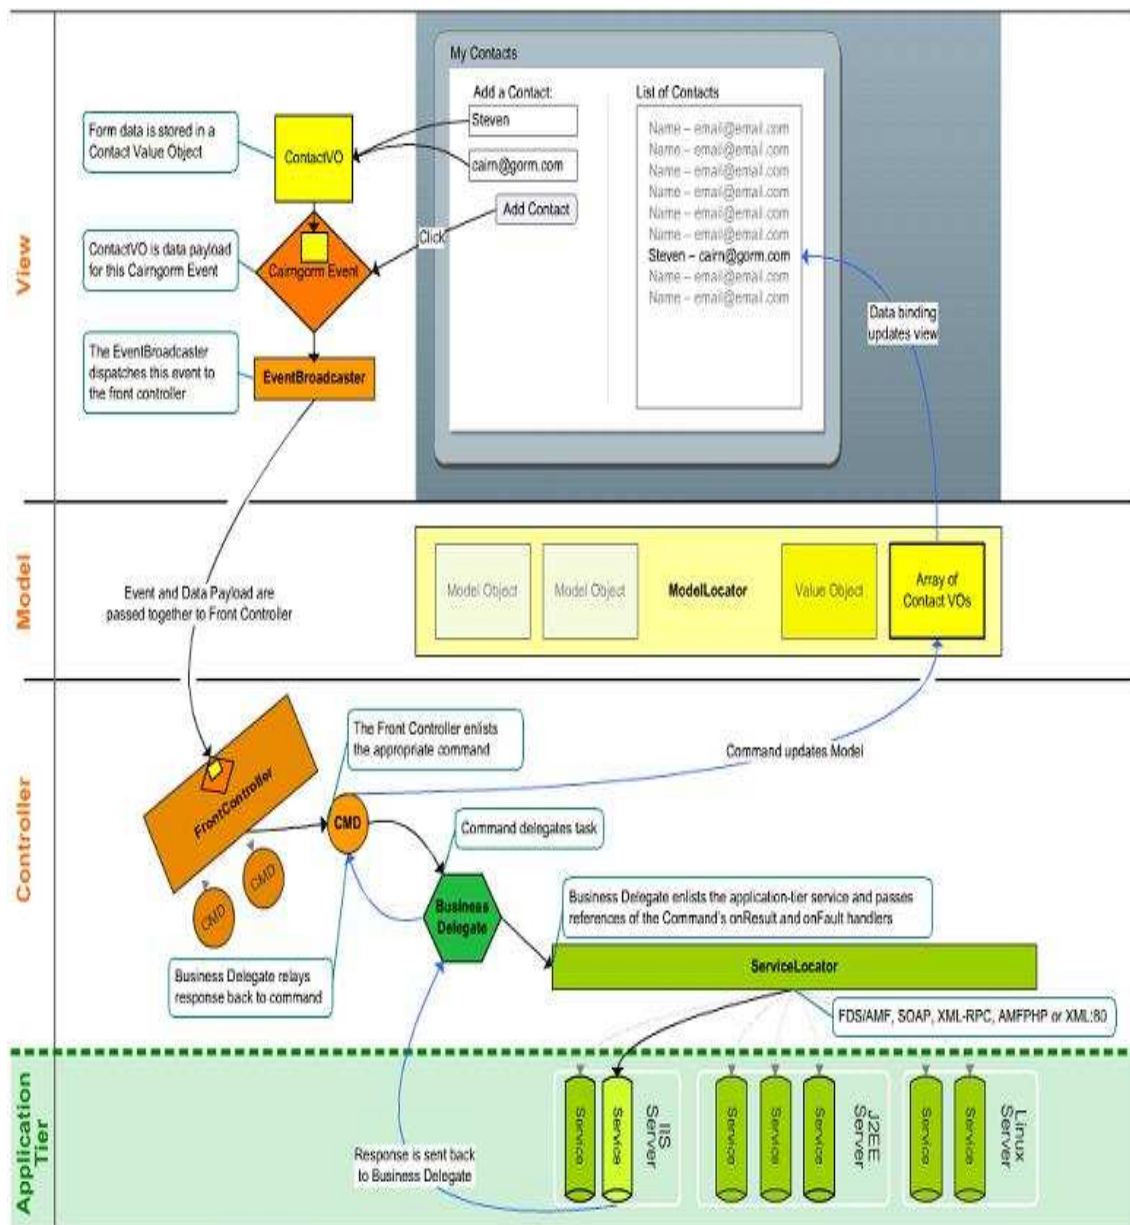 View
My Contacts
Add a Contact:
Steven
cairn@gorm.com
Add Contact
List of Contacts
Name – email@email.com
Name – email@email.com
Name – email@email.com
Name – email@email.com
Name – email@email.com
Name – email@email.com
Steven – cairn@gorm.com
Name – email@email.com
Name – email@email.com
Form data is stored in a
Contact Value Object
ContactVO
Click
ContactVO is data payload
for this Cairngorm Event
Cairngorm Event
The EventBroadcaster
dispatches this event to
the front controller
EventBroadcaster
Data binding
updates view
Model
Event and Data Payload are
passed together to Front Controller
Model Object
Model Object
ModelLocator
Value Object
Array of
Contact VOs
Controller
The Front Controller enlists
the appropriate command
Command updates Model
FrontController
CMD
CMD
CMD
Command delegates task
Business
Delegate
Business Delegate enlists the application-tier service and passes
references of the Command's onResult and onFault handlers
Business Delegate relays
response back to command
ServiceLocator
FDS/AMF, SOAP, XML-RPC, AMFPHP or XML:80
Application
Tier
Response is sent back
to Business Delegate
Service
Service
IIS
Server
Service
Service
Service
J2EE
Server
Service
Service
Linux
Server